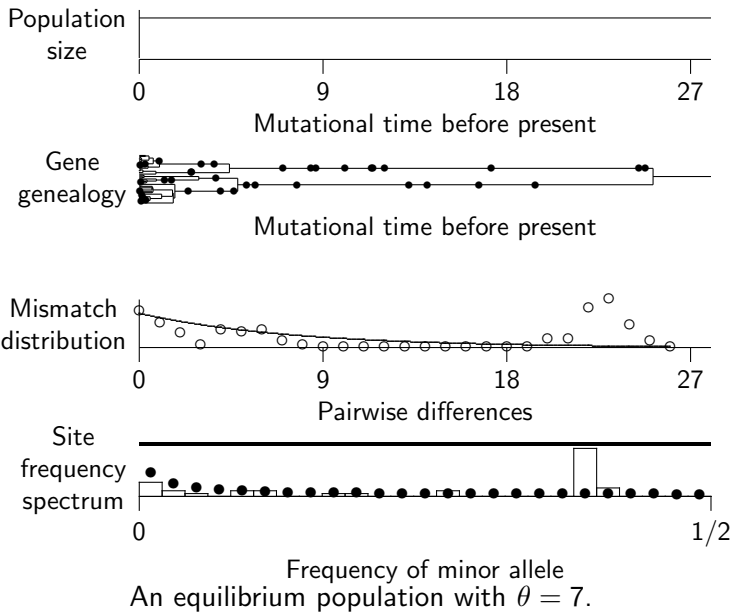 Population
size
0 9 18 27
Mutational time before present
Gene
genealogy
Mutational time before present
Mismatch
distribution
0 9 18 27
Pairwise differences
Site
frequency
spectrum
0 1/2
Frequency of minor allele
An equilibrium population with θ = 7.